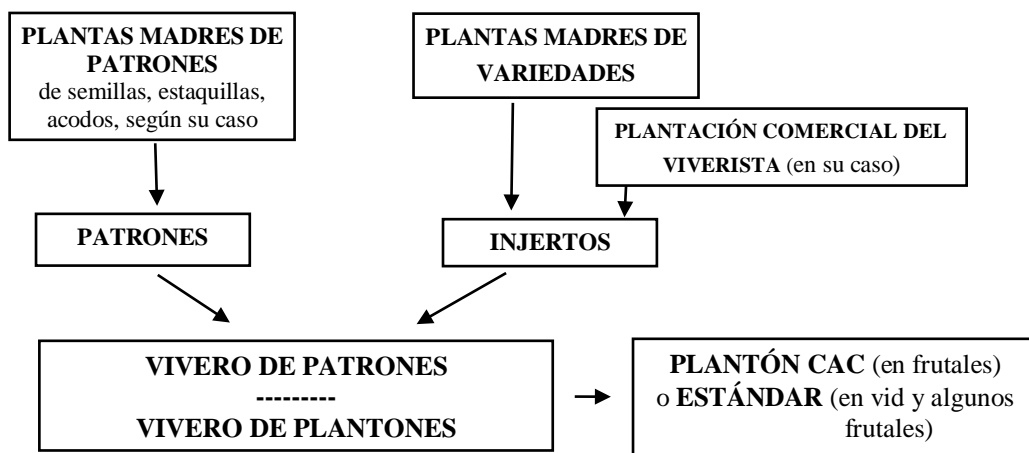 PLANTAS MADRES DE
PATRONES
de semillas, estaquillas,
acodos, según su caso
PLANTAS MADRES DE
VARIEDADES
PLANTACIÓN COMERCIAL DEL
VIVERISTA (en su caso)
PATRONES
INJERTOS
VIVERO DE PATRONES
---------
VIVERO DE PLANTONES
PLANTÓN CAC (en frutales)
o ESTÁNDAR (en vid y algunos
frutales)